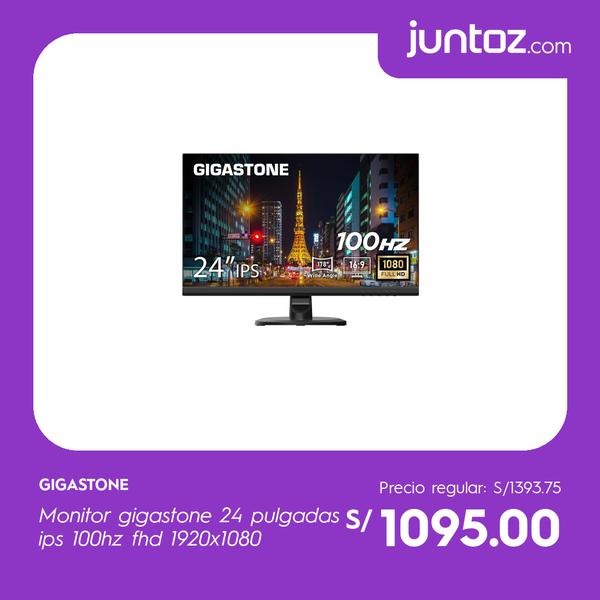 juntoz.com
GIGASTONE
100HZ
24" IPS
178°
Wide Angle
16:9
1080
FULL HD
GIGASTONE
Monitor gigastone 24 pulgadas
ips 100hz fhd 1920x1080
Precio regular: S/1393.75
S/ 1095.00